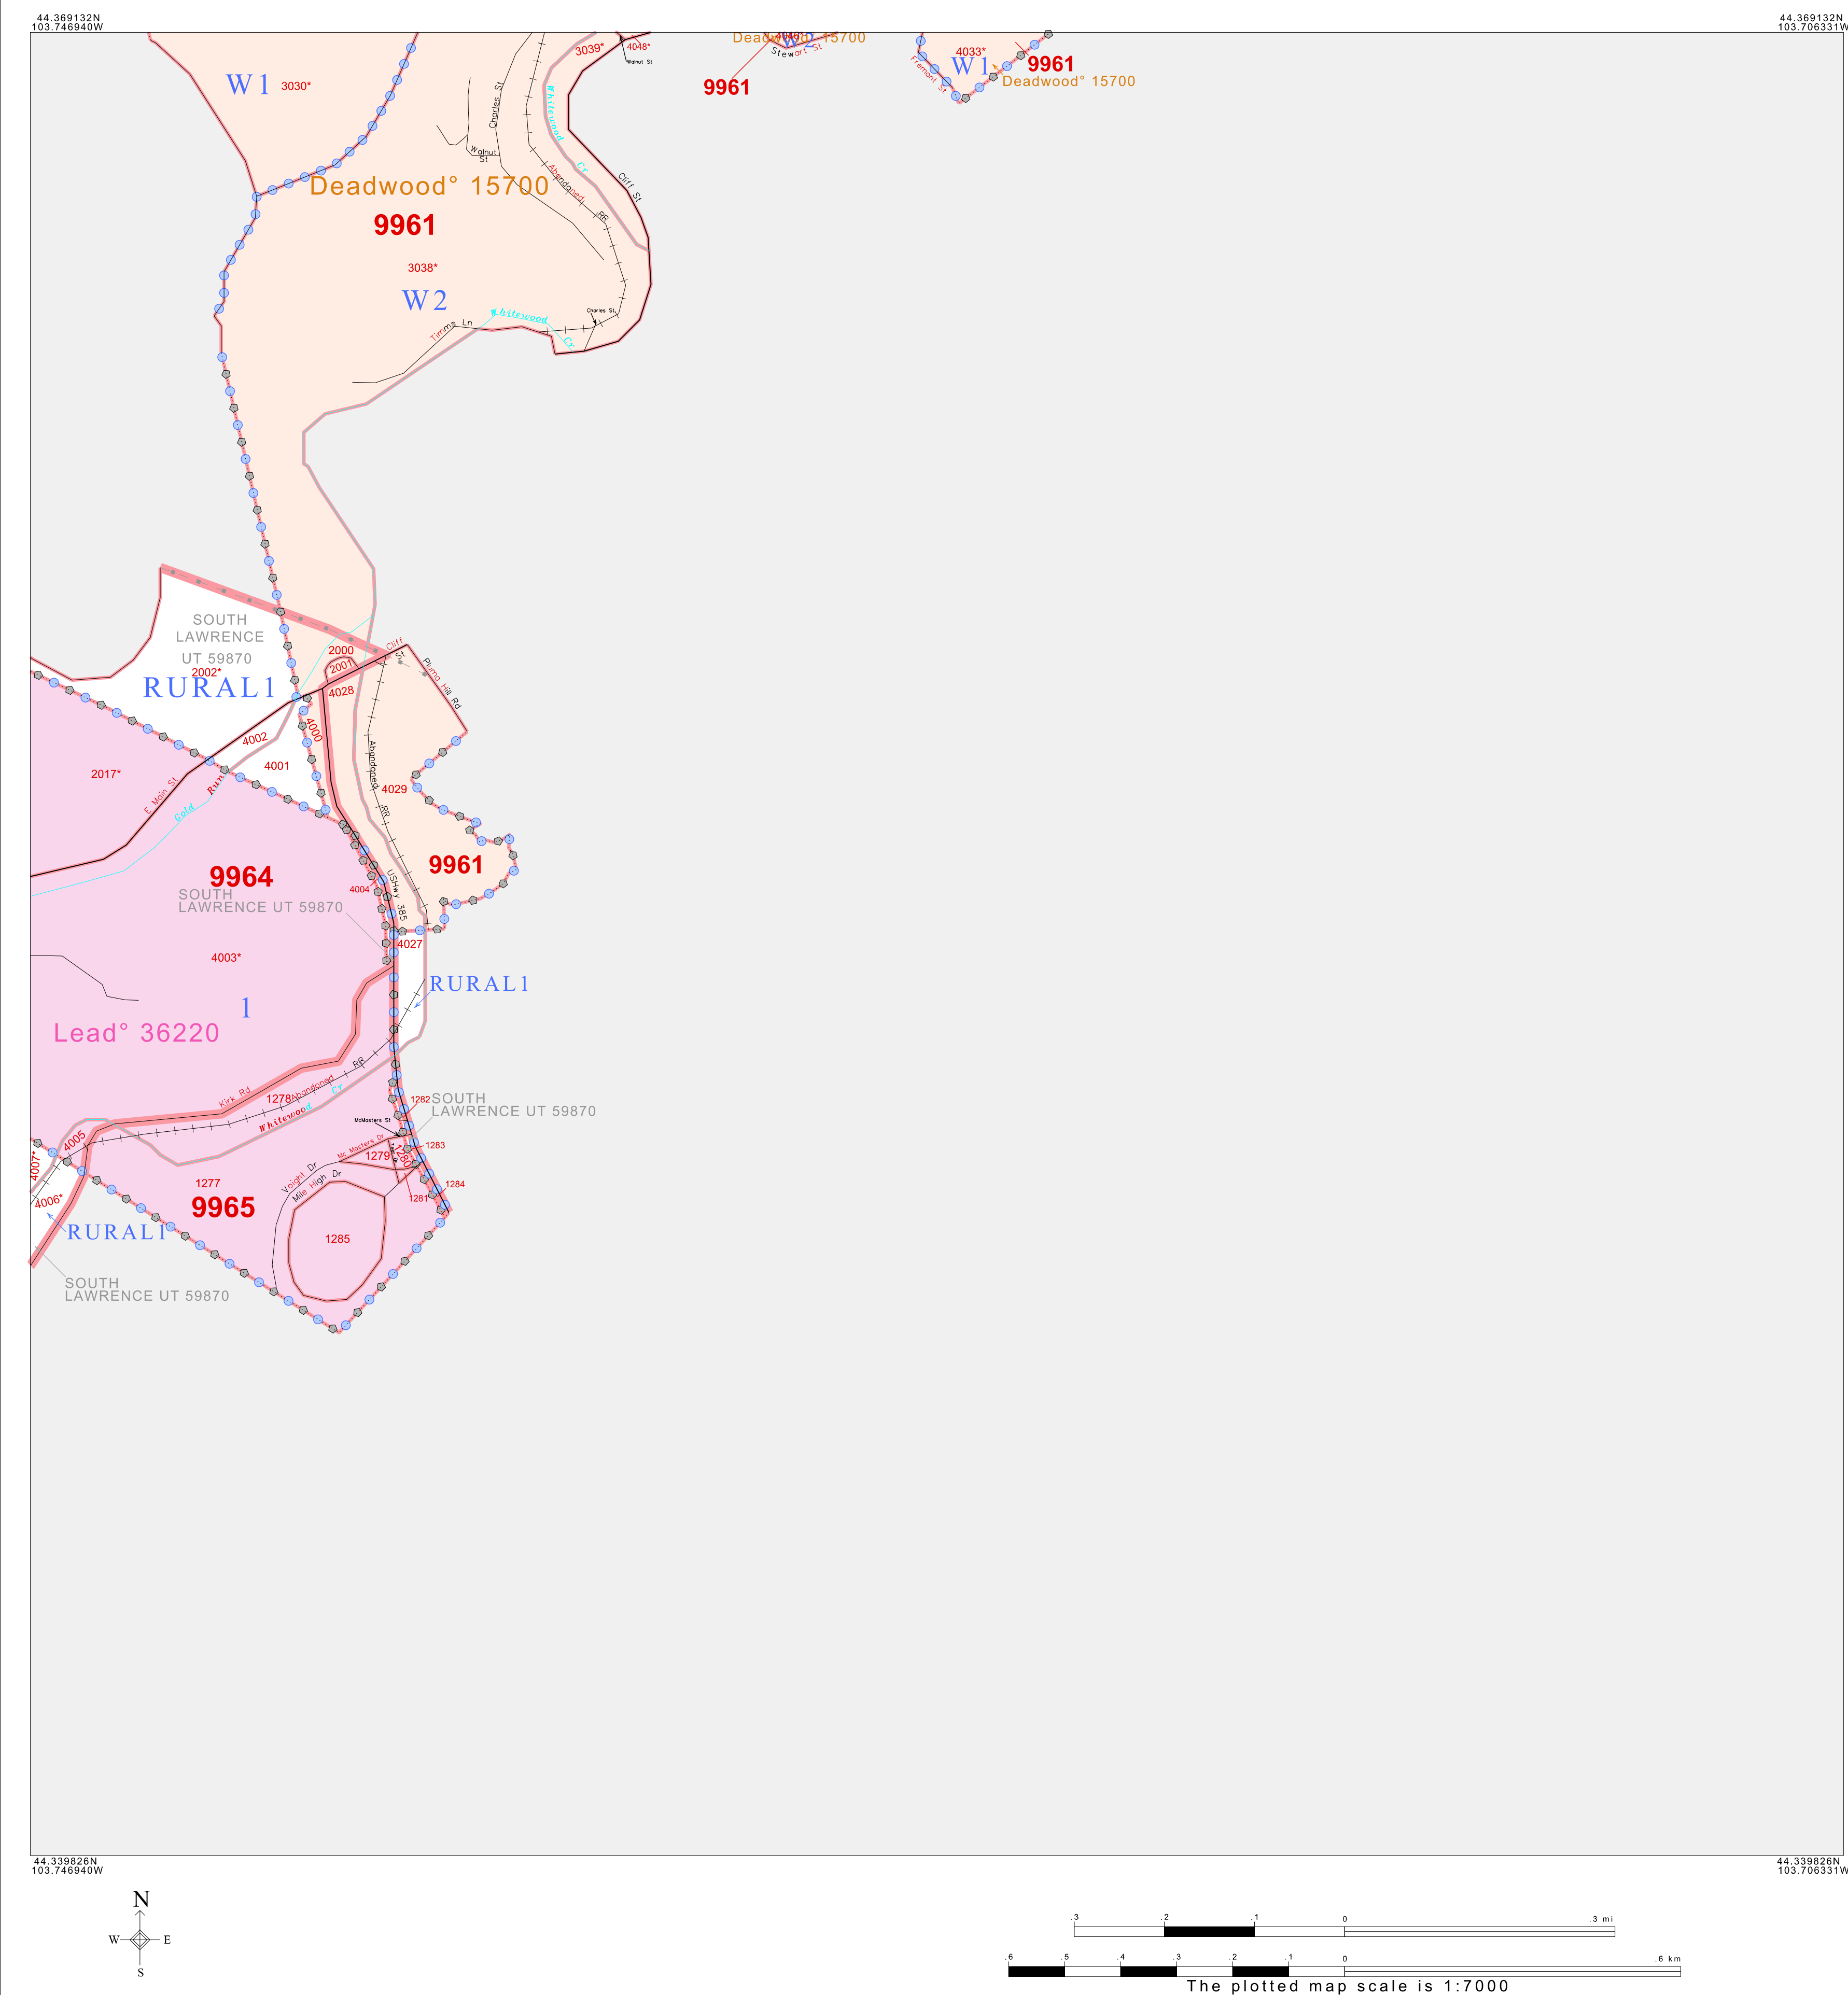 44.369132N
103.746940W
44.369132N
103.706331W
W1
3030*
Deadwood° 15700
9961
3038*
W2
Charles St
Walnut
St
Abandoned
RR
Whitewood
Cr
Cliff St
3039*
4048*
Walnut St
Deadwood° 15700
4046*
W2
Stewart St
9961
4033*
W1
Fremont St
9961
Deadwood° 15700
Timms Ln
Whitewood
Cr
Charles St
SOUTH
LAWRENCE
UT 59870
2002*
RURAL1
2000
2001
Cliff
St
Pluma Hill Rd
4028
4000
4002
4001
Abandoned
RR
4029
9961
2017*
E Main St
Gold Run
9964
SOUTH
LAWRENCE UT 59870
4004
USHwy 385
4027
4003*
RURAL1
1
Lead° 36220
Kirk Rd
1278
Abandoned
RR
Whitewood
Cr
1282
SOUTH
LAWRENCE UT 59870
McMasters St
Mc Masters Dr
1279
1280
1283
1281
1284
4005
4007*
4006*
1277
9965
Voight Dr
Mile High Dr
1285
RURAL1
SOUTH
LAWRENCE UT 59870
44.339826N
103.746940W
44.339826N
103.706331W
N
W
E
S
.3 .2 .1 0 .3 mi
.6 .5 .4 .3 .2 .1 0 .6 km
The plotted map scale is 1:7000